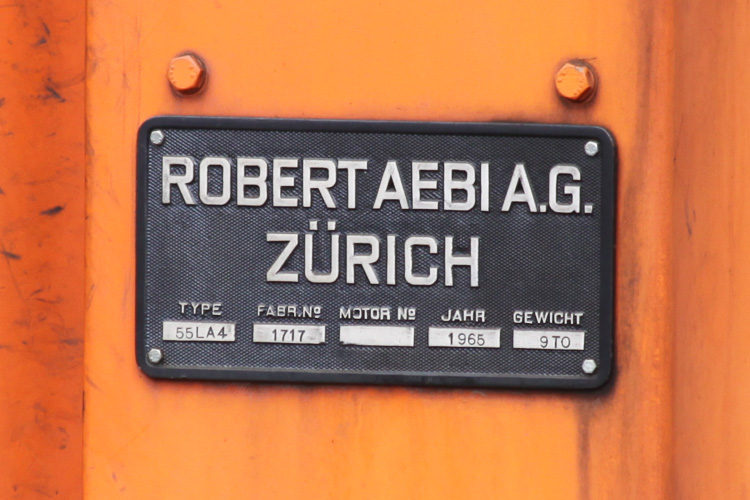 ROBERT AEBI A.G.
ZÜRICH
TYPE FABR.Nº MOTOR Nº JAHR GEWICHT
55LA4 1717 1965 9TO